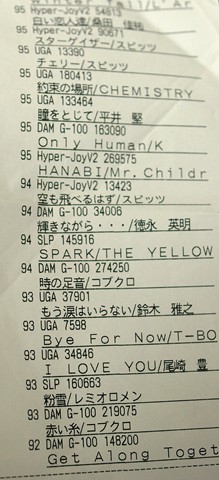 95 Hyper-JoyV2 54613
白い恋人達/桑田 佳祐
95 Hyper-JoyV2 90671
スターゲイザー/スピッツ
95 UGA 13390
チェリー/スピッツ
95 UGA 180413
約束の場所/CHEMISTRY
95 UGA 133464
瞳をとじて/平井 堅
95 DAM G-100 163090
Only Human/K
95 Hyper-JoyV2 269575
HANABI/Mr.Childr
94 Hyper-JoyV2 13423
空も飛べるはず/スピッツ
94 DAM G-100 34006
輝きながら・・・/徳永 英明
94 SLP 145916
SPARK/THE YELLOW
94 DAM G-100 274250
時の足音/コブクロ
93 UGA 37901
もう涙はいらない/鈴木 雅之
93 UGA 7598
Bye For Now/T-BO
93 UGA 34846
I LOVE YOU/尾崎 豊
93 SLP 160663
粉雪/レミオロメン
93 DAM G-100 219075
赤い糸/コブクロ
92 DAM G-100 148200
Get Along Toget